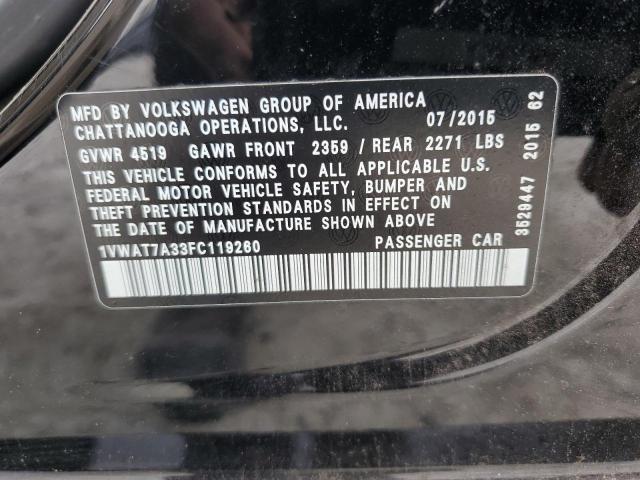 MFD BY VOLKSWAGEN GROUP OF AMERICA
CHATTANOOGA OPERATIONS, LLC. 07/2015
GVWR 4519 GAWR FRONT 2359 / REAR 2271 LBS
THIS VEHICLE CONFORMS TO ALL APPLICABLE U.S.
FEDERAL MOTOR VEHICLE SAFETY, BUMPER AND
THEFT PREVENTION STANDARDS IN EFFECT ON
THE DATE OF MANUFACTURE SHOWN ABOVE
1VWAT7A33FC119260 PASSENGER CAR
3529447 2015 62